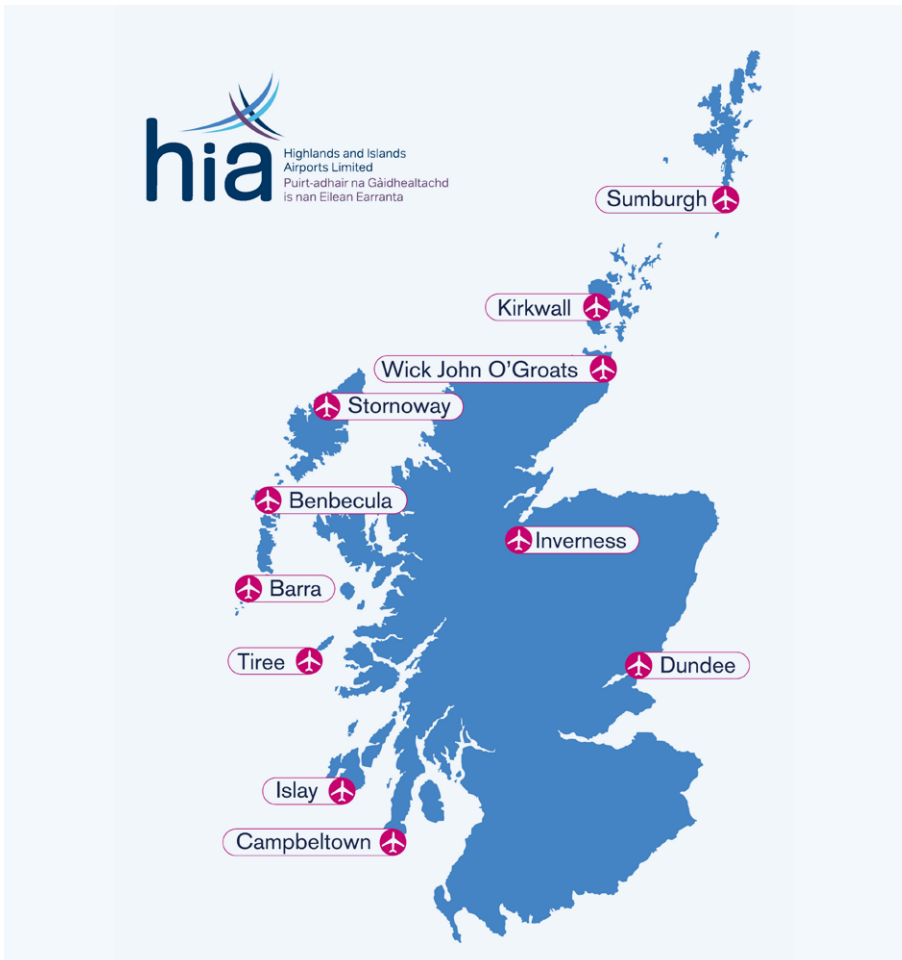 hia
Highlands and Islands
Airports Limited
Puirt-adhair na Gàidhealtachd
is nan Eilean Earranta
Sumburgh
Kirkwall
Wick John O'Groats
Stornoway
Benbecula
Inverness
Barra
Tiree
Dundee
Islay
Campbeltown